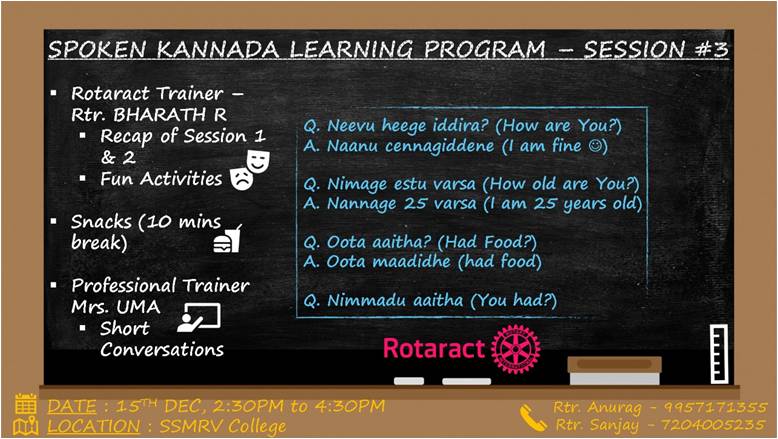 SPOKEN KANNADA LEARNING PROGRAM – SESSION #3
▪ Rotaract Trainer –
Rtr. BHARATH R
▪ Recap of Session 1
& 2
▪ Fun Activities
▪ Snacks (10 mins
break)
▪ Professional Trainer
Mrs. UMA
▪ Short
Conversations
Q. Neevu heege iddira? (How are You?)
A. Naanu cennagiddene (I am fine ☺)
Q. Nimage estu varsa (How old are You?)
A. Nannage 25 varsa (I am 25 years old)
Q. Oota aaitha? (Had Food?)
A. Oota maadidhe (had food)
Q. Nimmadu aaitha (You had?)
Rotaract
DATE : 15TH DEC, 2:30PM to 4:30PM
LOCATION : SSMRV College
Rtr. Anurag - 9957171355
Rtr. Sanjay - 7204005235